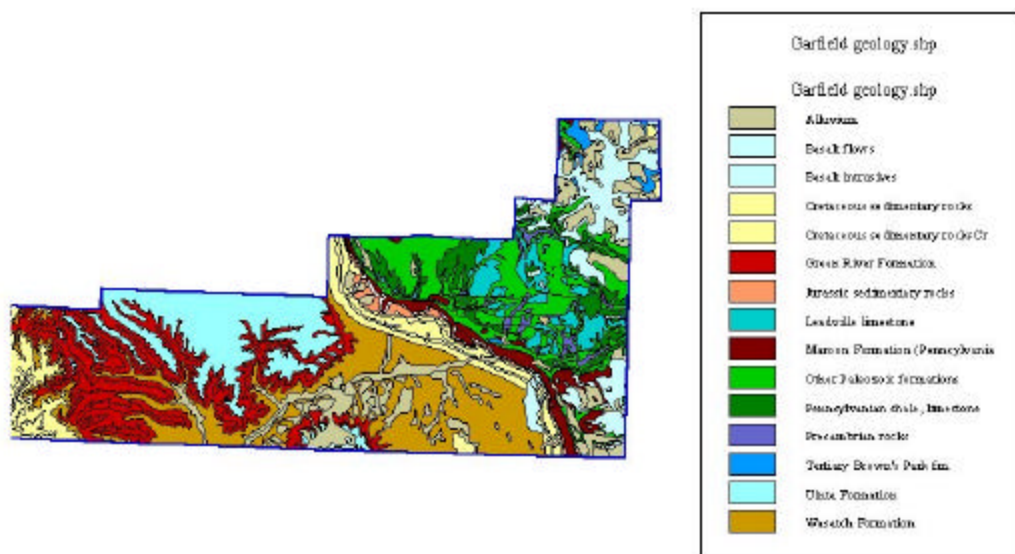 Garfield geology.shp
Garfield geology.shp
Alluvium
Basalt flows
Basalt intrusives
Cretaceous sedimentary rocks
Cretaceous sedimentary rocks Cr
Green River Formation
Jurassic sedimentary rocks
Leadville limestone
Maroon Formation (Pennsylvania
Other Paleozoic formations
Pennsylvanian shale, limestone
Precambrian rocks
Tertiary Brown's Park fm.
Uinta Formation
Wasatch Formation